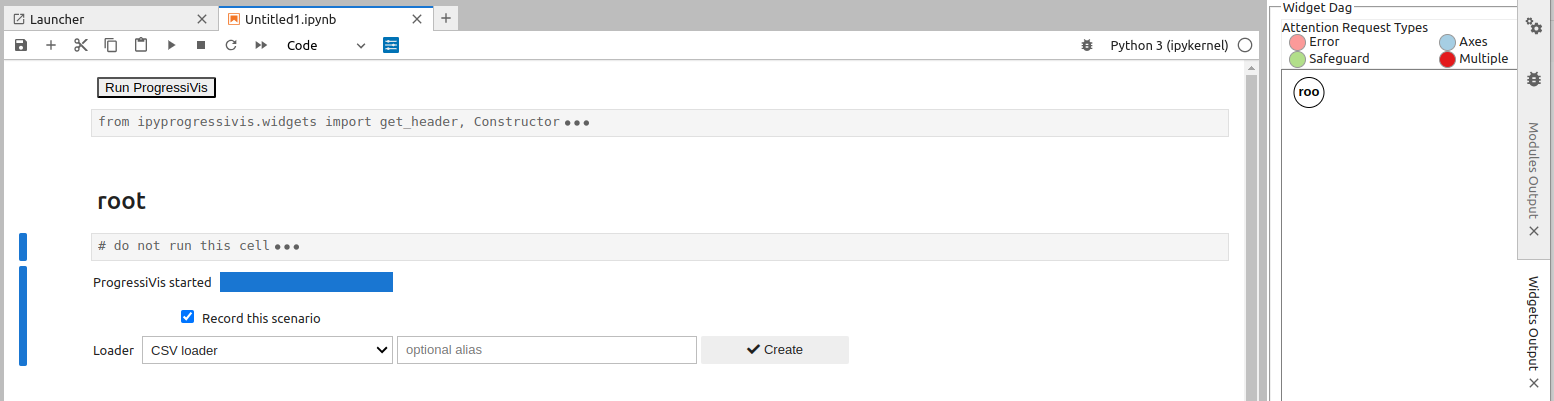 Launcher
Untitled1.ipynb
Code
Python 3 (ipykernel)
Run ProgressiVis
from ipyprogressivis.widgets import get_header, Constructor
root
# do not run this cell
ProgressiVis started
Record this scenario
Loader CSV loader optional alias Create
Widget Dag
Attention Request Types
Error Axes
Safeguard Multiple
roo
Modules Output
Widgets Output